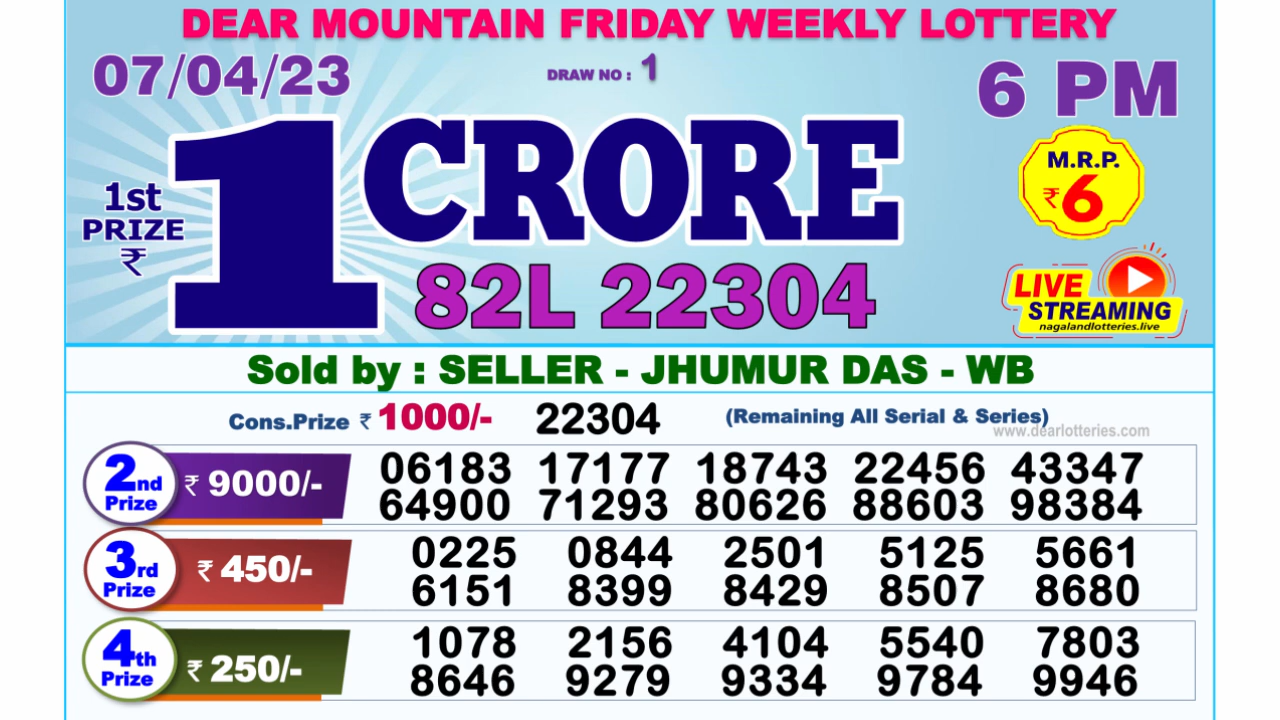 DEAR MOUNTAIN FRIDAY WEEKLY LOTTERY
07/04/23
DRAW NO : 1
6 PM
1st
PRIZE
₹
1 CRORE
82L 22304
M.R.P.
₹6
LIVE
STREAMING
nagalandlotteries.live
Sold by : SELLER - JHUMUR DAS - WB
Cons.Prize ₹ 1000/- 22304 (Remaining All Serial & Series)
www.dearlotteries.com
2nd Prize ₹ 9000/-
06183 17177 18743 22456 43347
64900 71293 80626 88603 98384
3rd Prize ₹ 450/-
0225 0844 2501 5125 5661
6151 8399 8429 8507 8680
4th Prize ₹ 250/-
1078 2156 4104 5540 7803
8646 9279 9334 9784 9946